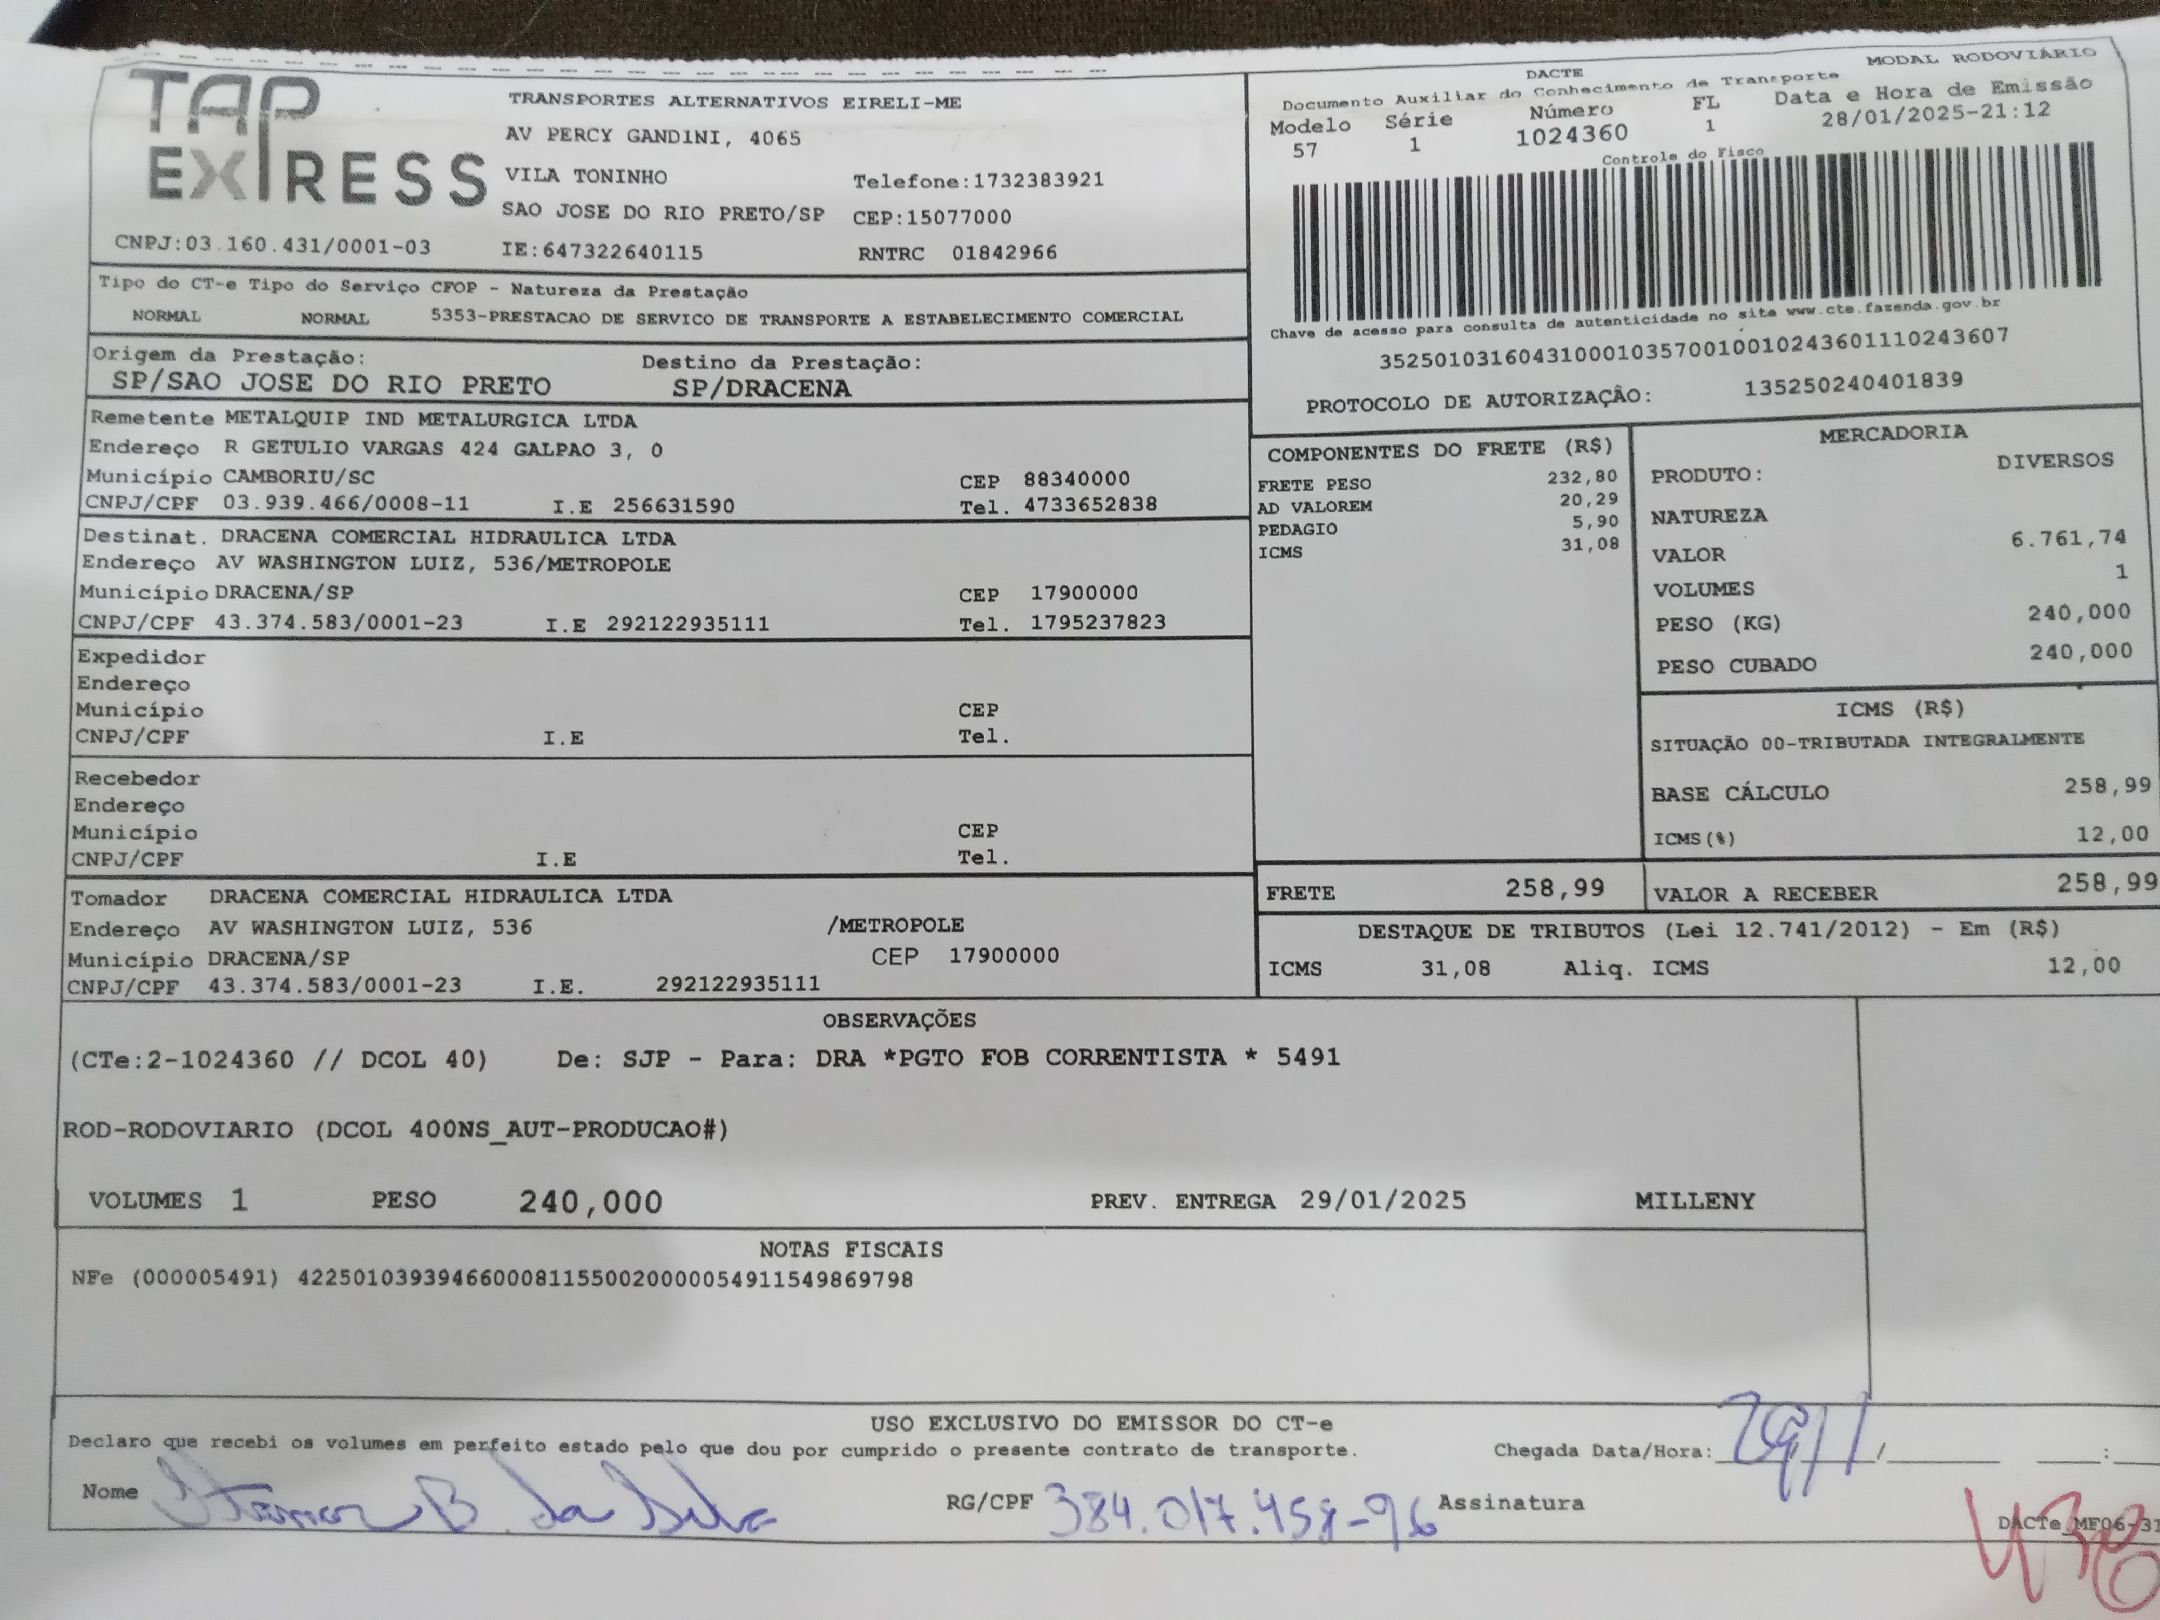 TAP EXPRESS
TRANSPORTES ALTERNATIVOS EIRELI-ME
AV PERCY GANDINI, 4065
VILA TONINHO Telefone:1732383921
SAO JOSE DO RIO PRETO/SP CEP:15077000
CNPJ:03.160.431/0001-03 IE:647322640115 RNTRC 01842966
MODAL RODOVIÁRIO
DACTE
Documento Auxiliar do Conhecimento de Transporte
Modelo Série Número FL Data e Hora de Emissão
57 1 1024360 1 28/01/2025-21:12
Controle do Fisco
Chave de acesso para consulta de autenticidade no site www.cte.fazenda.gov.br
35250103160431000103570010010243601110243607
PROTOCOLO DE AUTORIZAÇÃO: 135250240401839
Tipo do CT-e Tipo do Serviço CFOP - Natureza da Prestação
NORMAL NORMAL 5353-PRESTACAO DE SERVICO DE TRANSPORTE A ESTABELECIMENTO COMERCIAL
Origem da Prestação: Destino da Prestação:
SP/SAO JOSE DO RIO PRETO SP/DRACENA
Remetente METALQUIP IND METALURGICA LTDA
Endereço R GETULIO VARGAS 424 GALPAO 3, 0
Município CAMBORIU/SC CEP 88340000
CNPJ/CPF 03.939.466/0008-11 I.E 256631590 Tel. 4733652838
Destinat. DRACENA COMERCIAL HIDRAULICA LTDA
Endereço AV WASHINGTON LUIZ, 536/METROPOLE
Município DRACENA/SP CEP 17900000
CNPJ/CPF 43.374.583/0001-23 I.E 292122935111 Tel. 1795237823
Expedidor
Endereço
Município CEP
CNPJ/CPF I.E Tel.
Recebedor
Endereço
Município CEP
CNPJ/CPF I.E Tel.
Tomador DRACENA COMERCIAL HIDRAULICA LTDA
Endereço AV WASHINGTON LUIZ, 536 /METROPOLE
Município DRACENA/SP CEP 17900000
CNPJ/CPF 43.374.583/0001-23 I.E. 292122935111
COMPONENTES DO FRETE (R$)
FRETE PESO 232,80
AD VALOREM 20,29
PEDAGIO 5,90
ICMS 31,08
MERCADORIA
PRODUTO: DIVERSOS
NATUREZA
VALOR 6.761,74
VOLUMES 1
PESO (KG) 240,000
PESO CUBADO 240,000
ICMS (R$)
SITUAÇÃO 00-TRIBUTADA INTEGRALMENTE
BASE CÁLCULO 258,99
ICMS(%) 12,00
FRETE 258,99 VALOR A RECEBER 258,99
DESTAQUE DE TRIBUTOS (Lei 12.741/2012) - Em (R$)
ICMS 31,08 Aliq. ICMS 12,00
OBSERVAÇÕES
(CTe:2-1024360 // DCOL 40) De: SJP - Para: DRA *PGTO FOB CORRENTISTA * 5491
ROD-RODOVIARIO (DCOL 400NS_AUT-PRODUCAO#)
VOLUMES 1 PESO 240,000 PREV. ENTREGA 29/01/2025 MILLENY
NOTAS FISCAIS
NFe (000005491) 42250103939466000811550020000054911549869798
USO EXCLUSIVO DO EMISSOR DO CT-e
Declaro que recebi os volumes em perfeito estado pelo que dou por cumprido o presente contrato de transporte. Chegada Data/Hora: 29/1 / :
Nome B. da Silva RG/CPF 384.017.458-96 Assinatura
DACTe_MF06-31